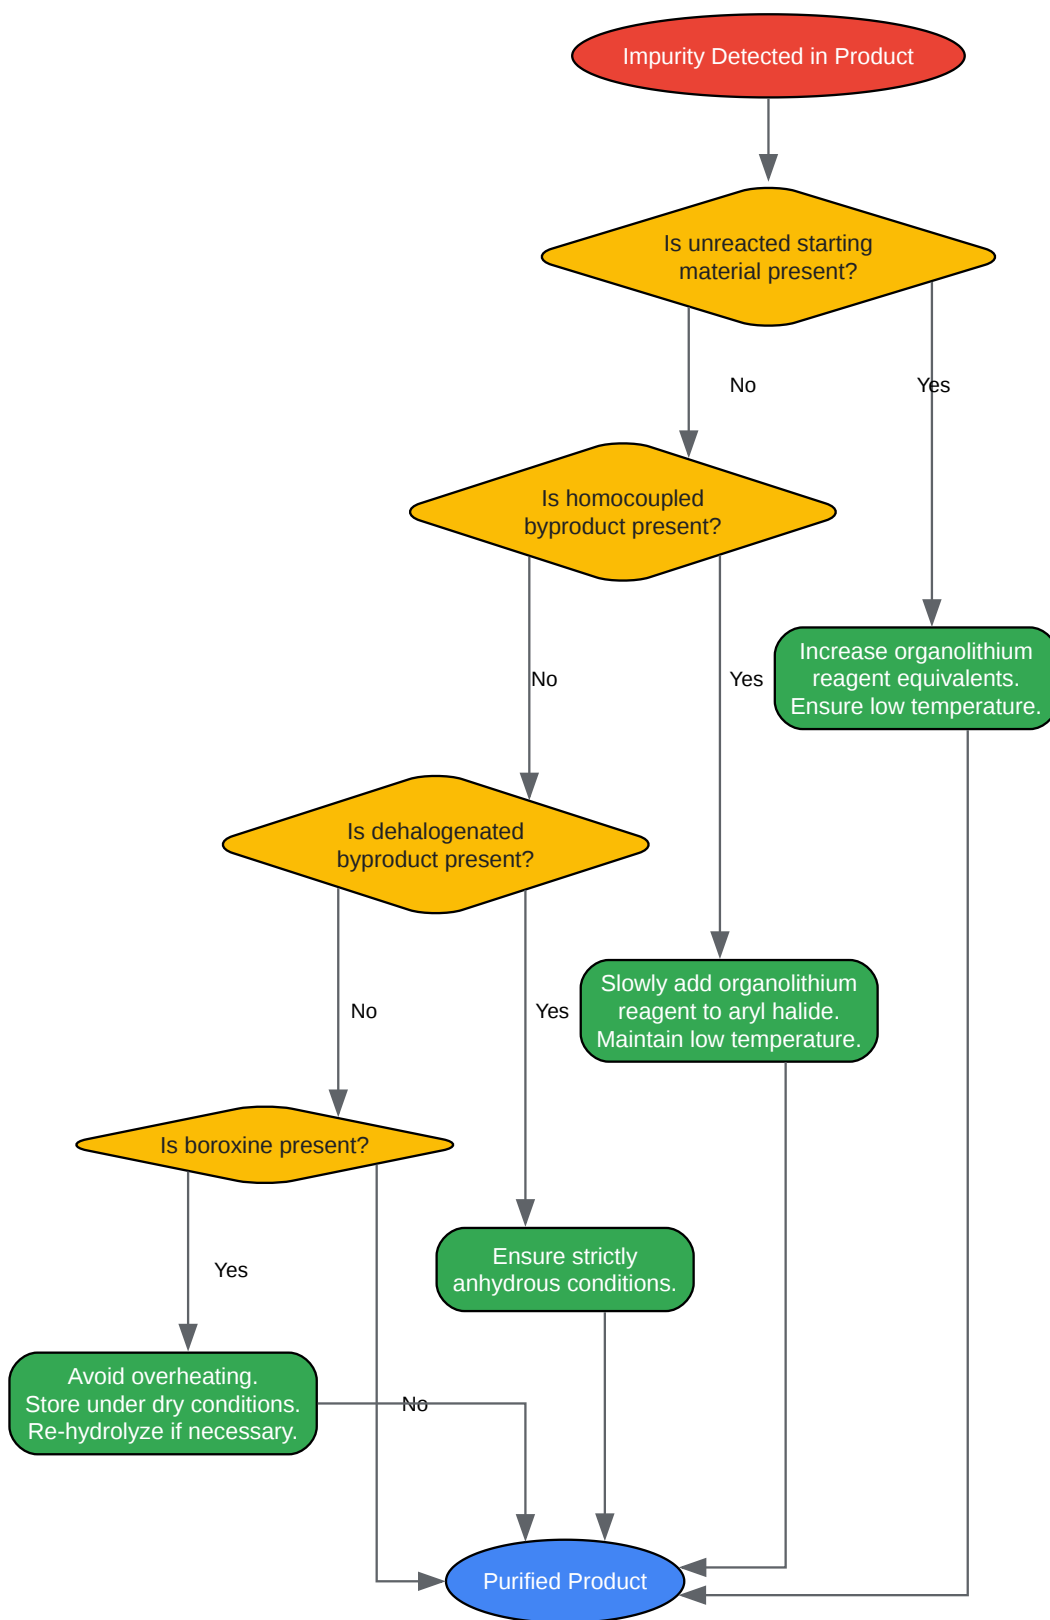 Impurity Detected in Product
Is unreacted starting
material present?
No
Yes
Is homocoupled
byproduct present?
Increase organolithium
reagent equivalents.
Ensure low temperature.
No
Yes
Is dehalogenated
byproduct present?
Slowly add organolithium
reagent to aryl halide.
Maintain low temperature.
No
Yes
Is boroxine present?
Ensure strictly
anhydrous conditions.
Yes
Avoid overheating.
Store under dry conditions.
Re-hydrolyze if necessary.
No
Purified Product